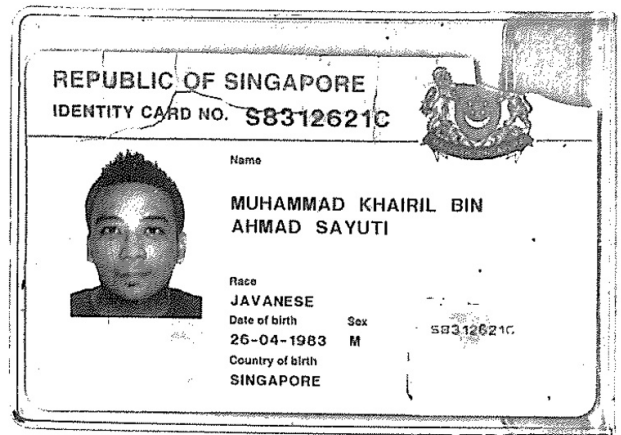 REPUBLIC OF SINGAPORE
IDENTITY CARD NO. S8312621C
Name
MUHAMMAD KHAIRIL BIN
AHMAD SAYUTI
Race
JAVANESE
Date of birth Sex
26-04-1983 M
S8312621C
Country of birth
SINGAPORE